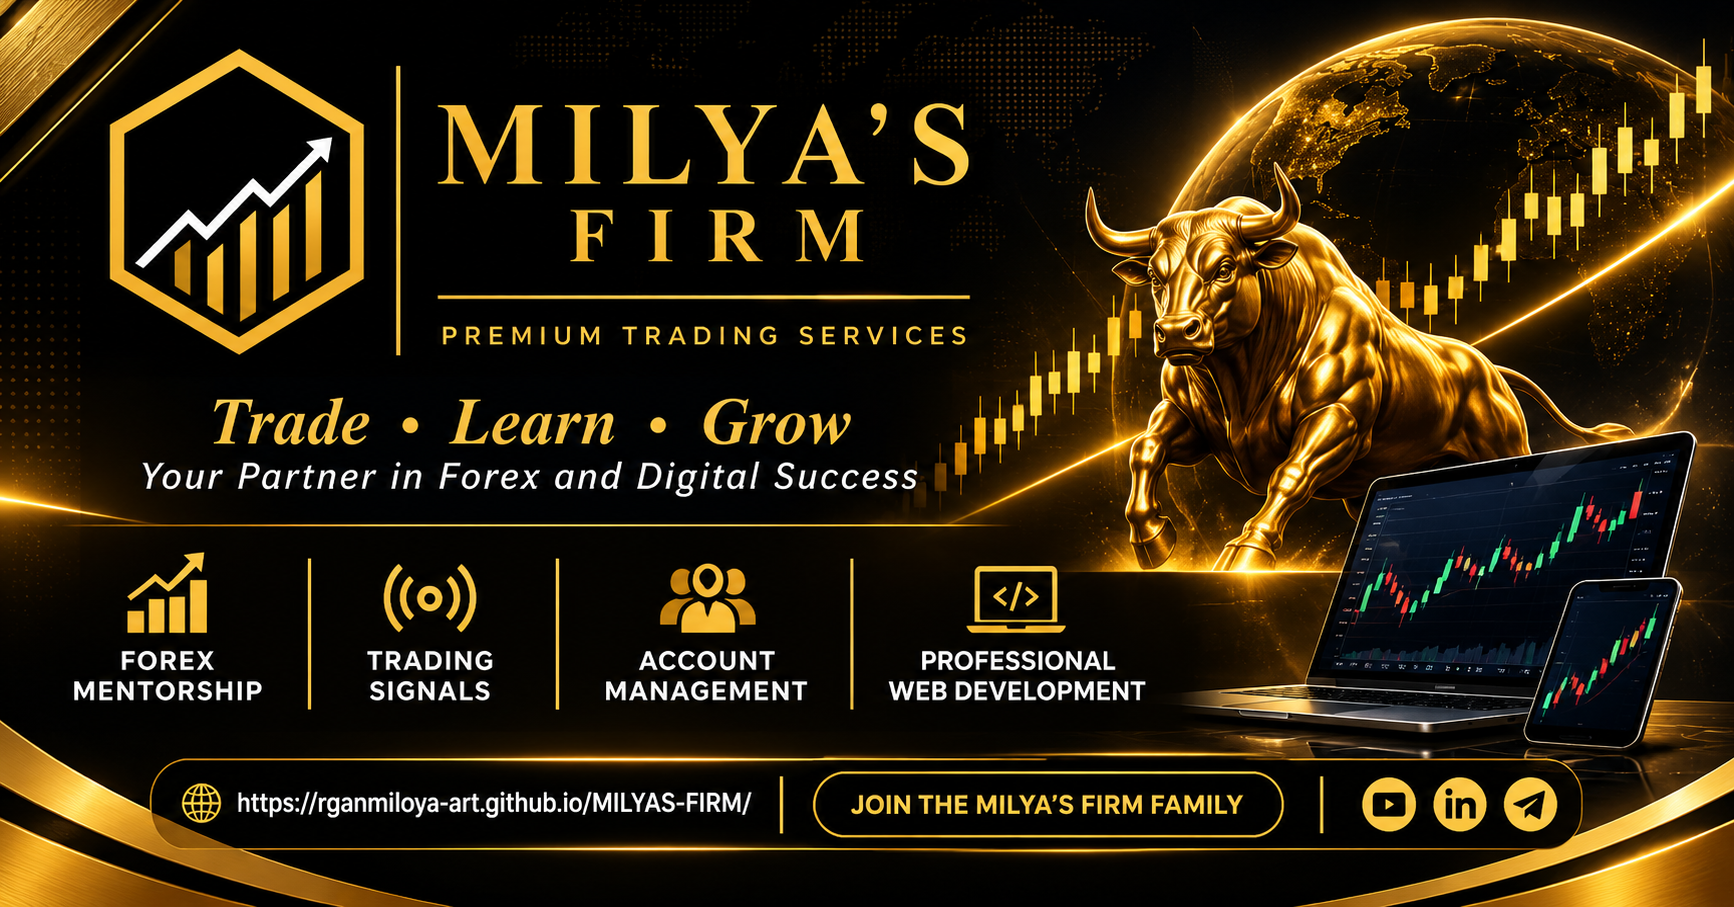 MILYA'S
FIRM
PREMIUM TRADING SERVICES
Trade • Learn • Grow
Your Partner in Forex and Digital Success
FOREX
MENTORSHIP
TRADING
SIGNALS
ACCOUNT
MANAGEMENT
</>
PROFESSIONAL
WEB DEVELOPMENT
https://rganmiloya-art.github.io/MILYAS-FIRM/
JOIN THE MILYA'S FIRM FAMILY
in